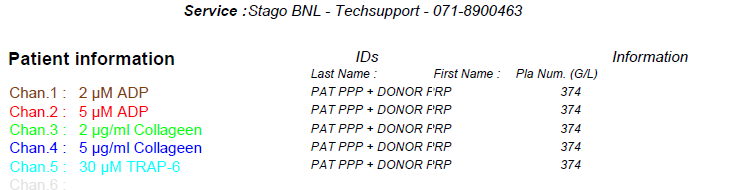 Service :Stago BNL - Techsupport - 071-8900463
Patient information IDs Information
Last Name : First Name : Pla Num. (G/L)
Chan.1 : 2 µM ADP PAT PPP + DONOR PRP 374
Chan.2 : 5 µM ADP PAT PPP + DONOR PRP 374
Chan.3 : 2 µg/ml Collageen PAT PPP + DONOR PRP 374
Chan.4 : 5 µg/ml Collageen PAT PPP + DONOR PRP 374
Chan.5 : 30 µM TRAP-6 PAT PPP + DONOR PRP 374
Chan.6 :